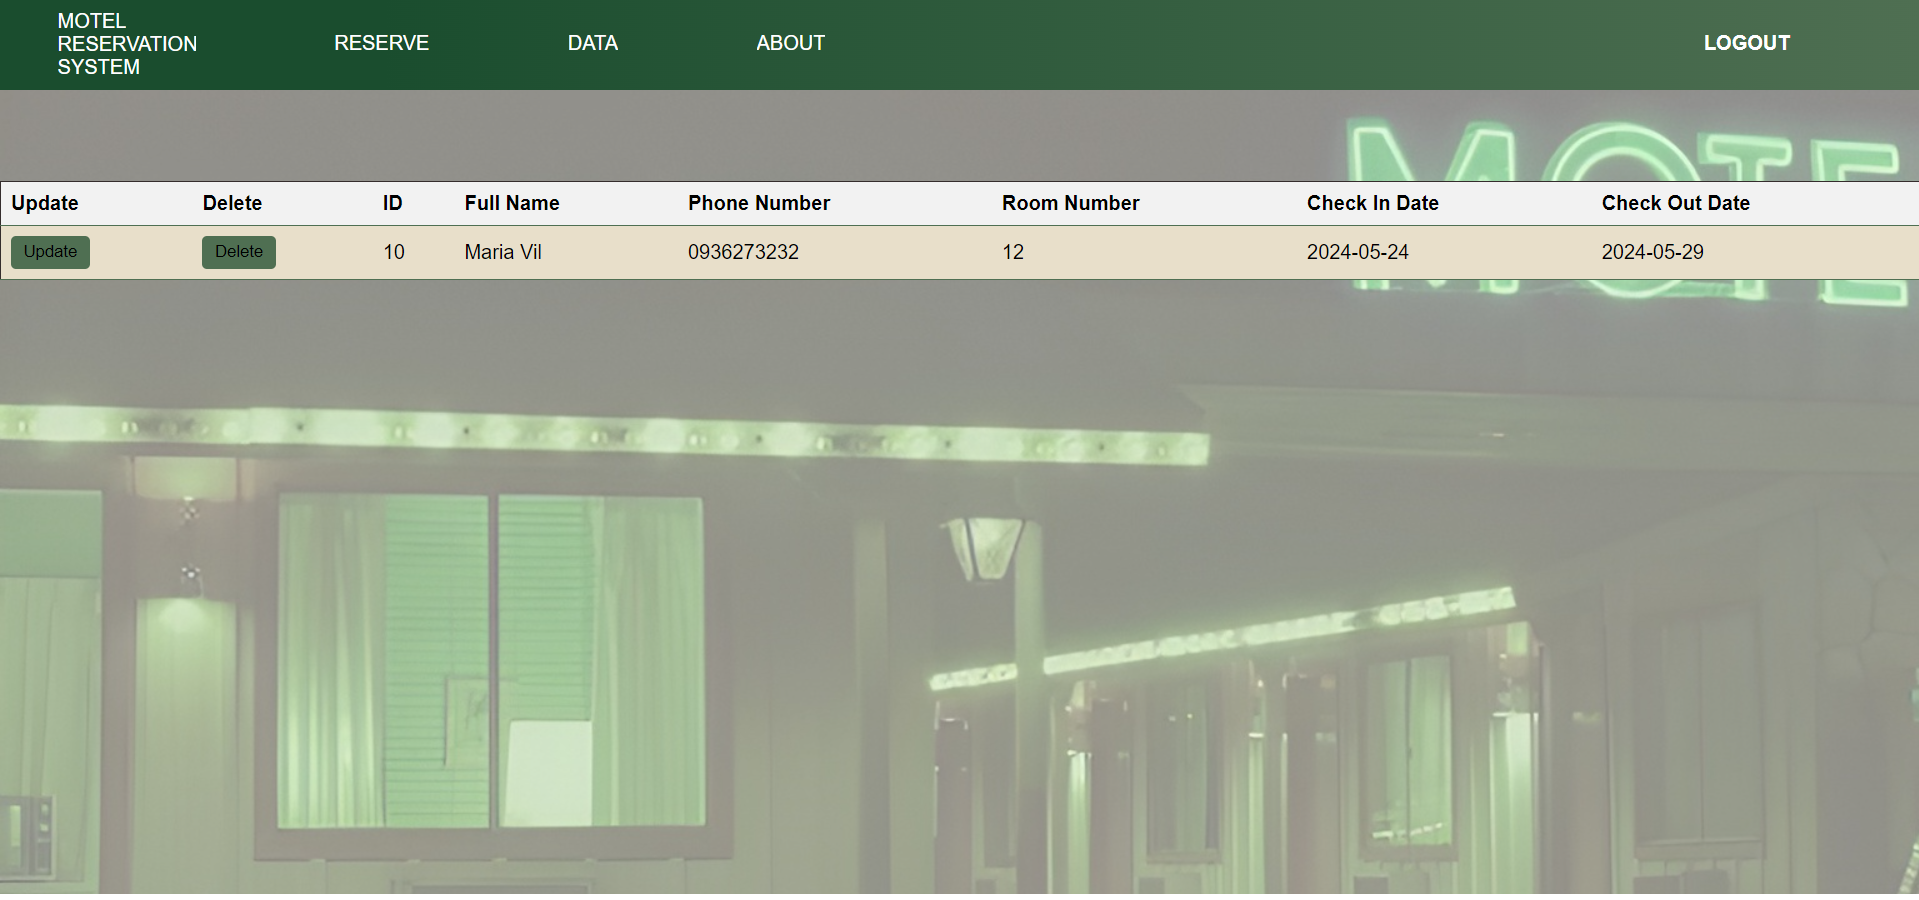 MOTEL
RESERVATION
SYSTEM
RESERVE DATA ABOUT LOGOUT
MOTE
Update Delete ID Full Name Phone Number Room Number Check In Date Check Out Date
Update Delete 10 Maria Vil 0936273232 12 2024-05-24 2024-05-29